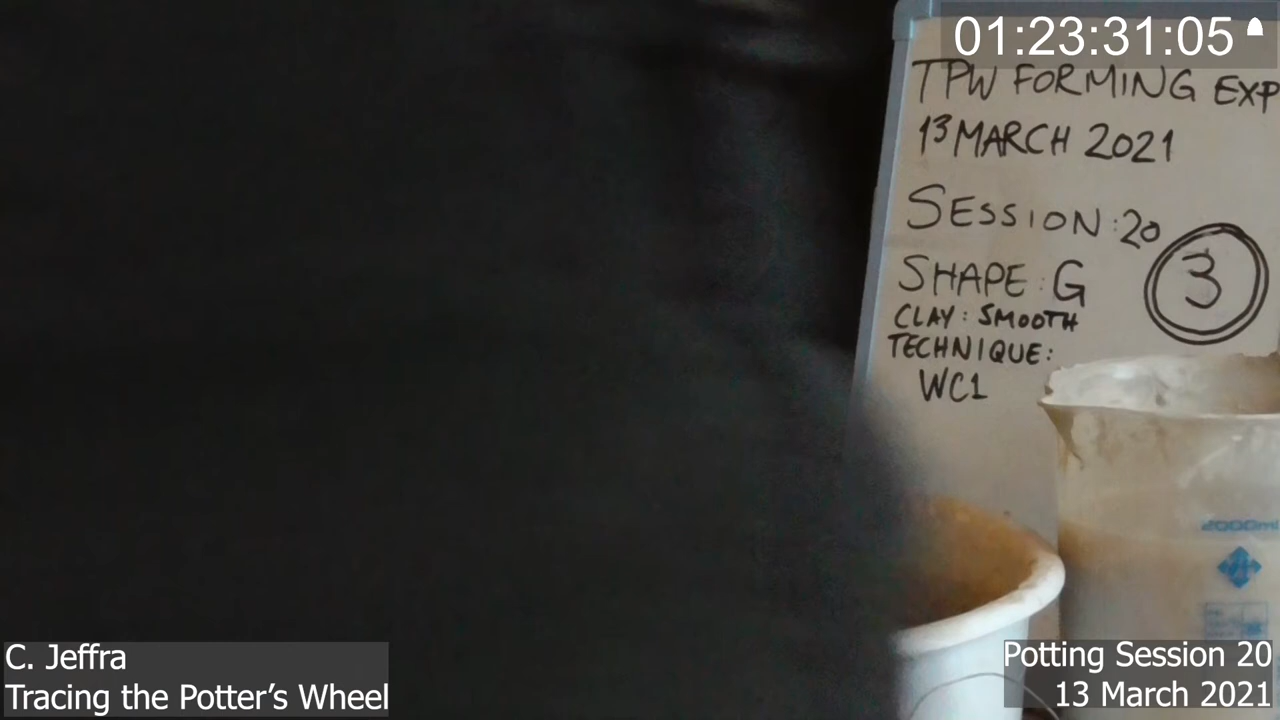 01:23:31:05
TPW FORMING EXP
13 MARCH 2021
SESSION: 20
3
SHAPE: G
CLAY: SMOOTH
TECHNIQUE:
WC1
2000ml
C. Jeffra
Tracing the Potter's Wheel
Potting Session 20
13 March 2021